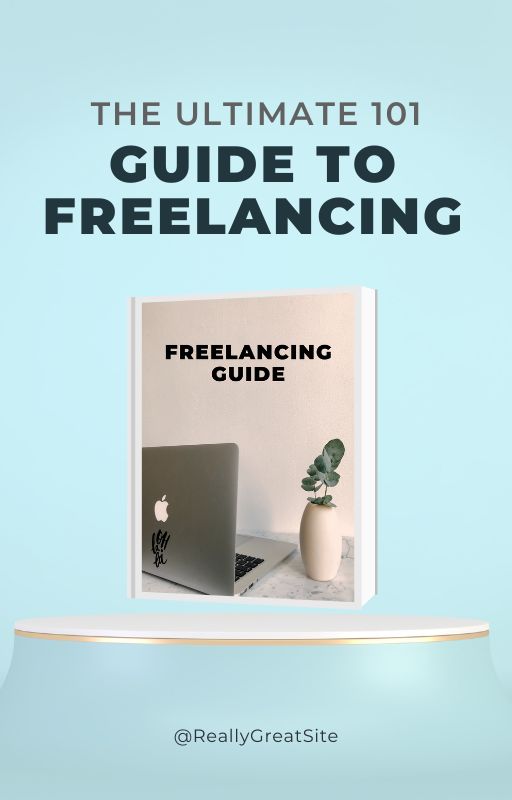 THE ULTIMATE 101
GUIDE TO
FREELANCING
FREELANCING
GUIDE
@ReallyGreatSite